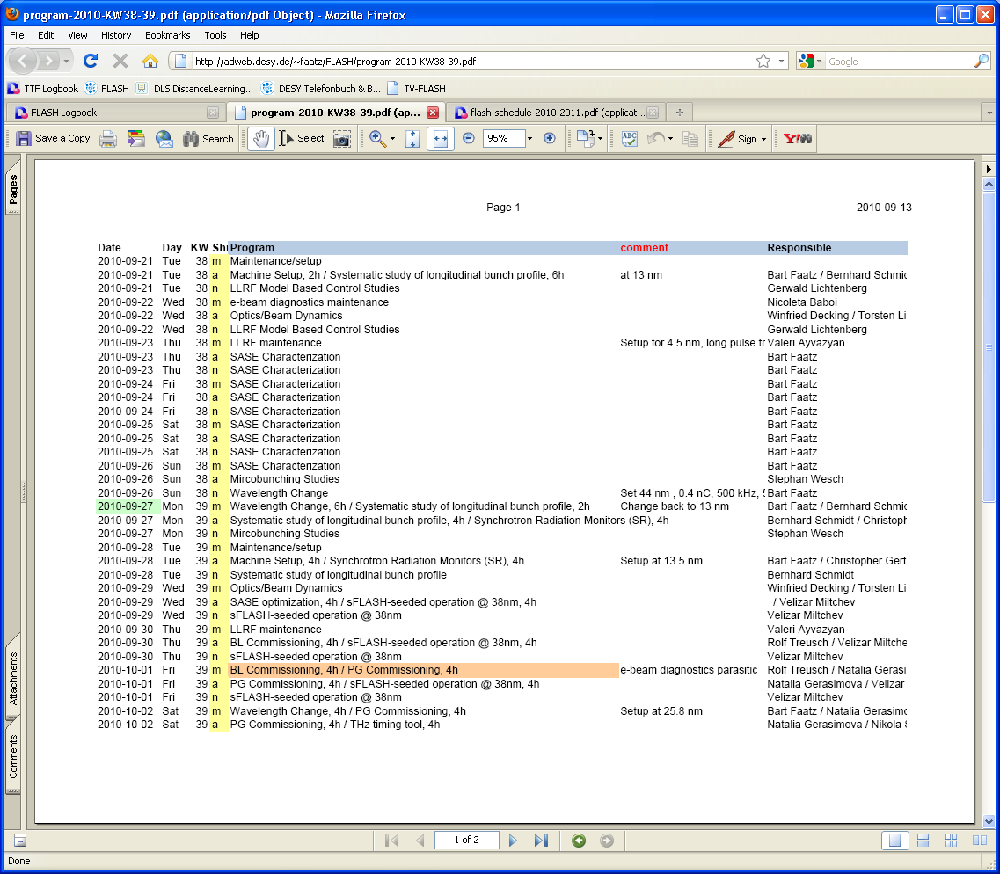 program-2010-KW38-39.pdf (application/pdf Object) - Mozilla Firefox
File Edit View History Bookmarks Tools Help
http://adweb.desy.de/~faatz/FLASH/program-2010-KW38-39.pdf Google
TTF Logbook FLASH DLS DistanceLearning... DESY Telefonbuch & B... TV-FLASH
FLASH Logbook program-2010-KW38-39.pdf (ap... flash-schedule-2010-2011.pdf (applicat...
Save a Copy Search Select 95% Sign Y!
Pages
Page 1 2010-09-13
Date Day KW Shi Program comment Responsible
2010-09-21 Tue 38 m Maintenance/setup
2010-09-21 Tue 38 a Machine Setup, 2h / Systematic study of longitudinal bunch profile, 6h at 13 nm Bart Faatz / Bernhard Schmid
2010-09-21 Tue 38 n LLRF Model Based Control Studies Gerwald Lichtenberg
2010-09-22 Wed 38 m e-beam diagnostics maintenance Nicoleta Baboi
2010-09-22 Wed 38 a Optics/Beam Dynamics Winfried Decking / Torsten Li
2010-09-22 Wed 38 n LLRF Model Based Control Studies Gerwald Lichtenberg
2010-09-23 Thu 38 m LLRF maintenance Setup for 4.5 nm, long pulse tr Valeri Ayvazyan
2010-09-23 Thu 38 a SASE Characterization Bart Faatz
2010-09-23 Thu 38 n SASE Characterization Bart Faatz
2010-09-24 Fri 38 m SASE Characterization Bart Faatz
2010-09-24 Fri 38 a SASE Characterization Bart Faatz
2010-09-24 Fri 38 n SASE Characterization Bart Faatz
2010-09-25 Sat 38 m SASE Characterization Bart Faatz
2010-09-25 Sat 38 a SASE Characterization Bart Faatz
2010-09-25 Sat 38 n SASE Characterization Bart Faatz
2010-09-26 Sun 38 m SASE Characterization Bart Faatz
2010-09-26 Sun 38 a Mircobunching Studies Stephan Wesch
2010-09-26 Sun 38 n Wavelength Change Set 44 nm , 0.4 nC, 500 kHz, Bart Faatz
2010-09-27 Mon 39 m Wavelength Change, 6h / Systematic study of longitudinal bunch profile, 2h Change back to 13 nm Bart Faatz / Bernhard Schmid
2010-09-27 Mon 39 a Systematic study of longitudinal bunch profile, 4h / Synchrotron Radiation Monitors (SR), 4h Bernhard Schmidt / Christoph
2010-09-27 Mon 39 n Mircobunching Studies Stephan Wesch
2010-09-28 Tue 39 m Maintenance/setup
2010-09-28 Tue 39 a Machine Setup, 4h / Synchrotron Radiation Monitors (SR), 4h Setup at 13.5 nm Bart Faatz / Christopher Gert
2010-09-28 Tue 39 n Systematic study of longitudinal bunch profile Bernhard Schmidt
2010-09-29 Wed 39 m Optics/Beam Dynamics Winfried Decking / Torsten Li
2010-09-29 Wed 39 a SASE optimization, 4h / sFLASH-seeded operation @ 38nm, 4h / Velizar Miltchev
2010-09-29 Wed 39 n sFLASH-seeded operation @ 38nm Velizar Miltchev
2010-09-30 Thu 39 m LLRF maintenance Valeri Ayvazyan
2010-09-30 Thu 39 a BL Commissioning, 4h / sFLASH-seeded operation @ 38nm, 4h Rolf Treusch / Velizar Miltche
2010-09-30 Thu 39 n sFLASH-seeded operation @ 38nm Velizar Miltchev
2010-10-01 Fri 39 m BL Commissioning, 4h / PG Commissioning, 4h e-beam diagnostics parasitic Rolf Treusch / Natalia Gerasi
2010-10-01 Fri 39 a PG Commissioning, 4h / sFLASH-seeded operation @ 38nm, 4h Natalia Gerasimova / Velizar
2010-10-01 Fri 39 n sFLASH-seeded operation @ 38nm Velizar Miltchev
2010-10-02 Sat 39 m Wavelength Change, 4h / PG Commissioning, 4h Setup at 25.8 nm Bart Faatz / Natalia Gerasimo
2010-10-02 Sat 39 a PG Commissioning, 4h / THz timing tool, 4h Natalia Gerasimova / Nikola
Attachments
Comments
1 of 2
Done